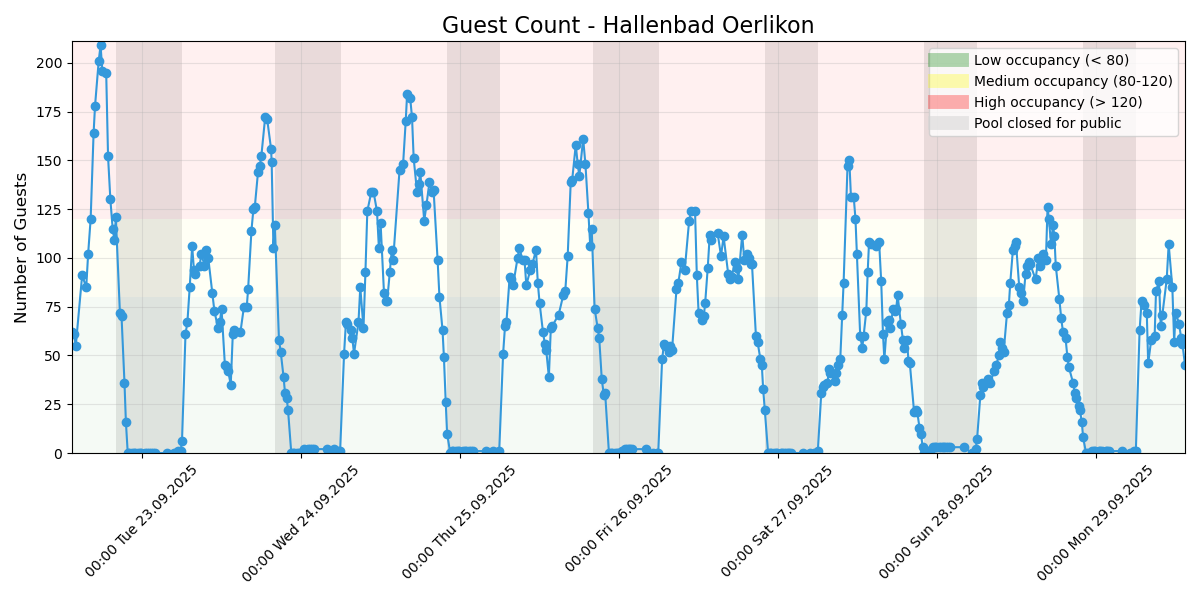 Guest Count - Hallenbad Oerlikon
Number of Guests
200
175
150
125
100
75
50
25
0
Low occupancy (< 80)
Medium occupancy (80-120)
High occupancy (> 120)
Pool closed for public
00:00 Tue 23.09.2025
00:00 Wed 24.09.2025
00:00 Thu 25.09.2025
00:00 Fri 26.09.2025
00:00 Sat 27.09.2025
00:00 Sun 28.09.2025
00:00 Mon 29.09.2025